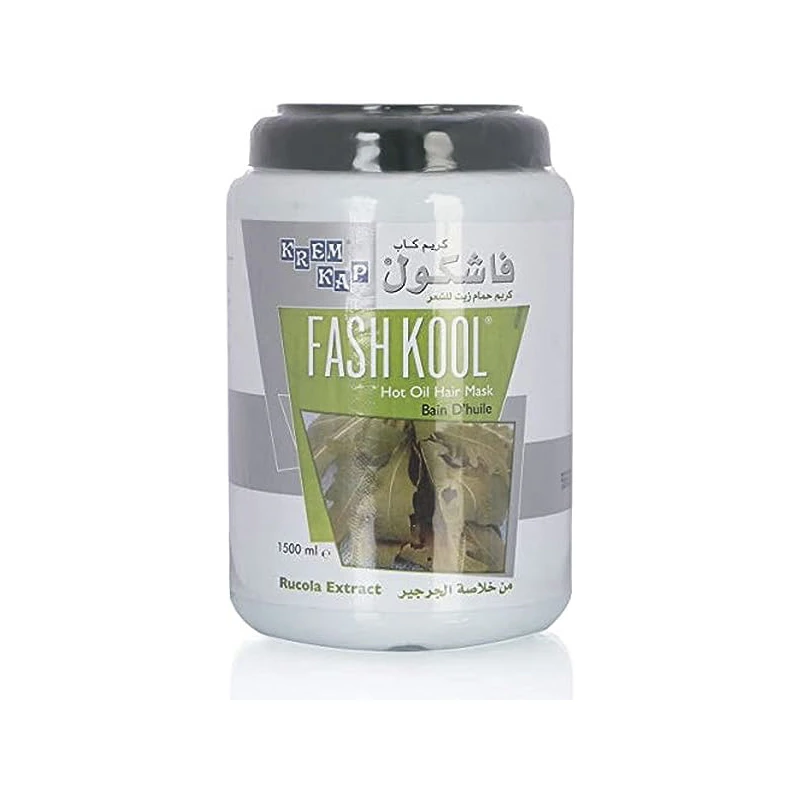 KREM
KAP
كريم كاب
فاشكول®
كريم حمام زيت للشعر
FASH KOOL®
Hot Oil Hair Mask
Bain D'huile
1500 ml ℮
Rucola Extract من خلاصة الجرجير